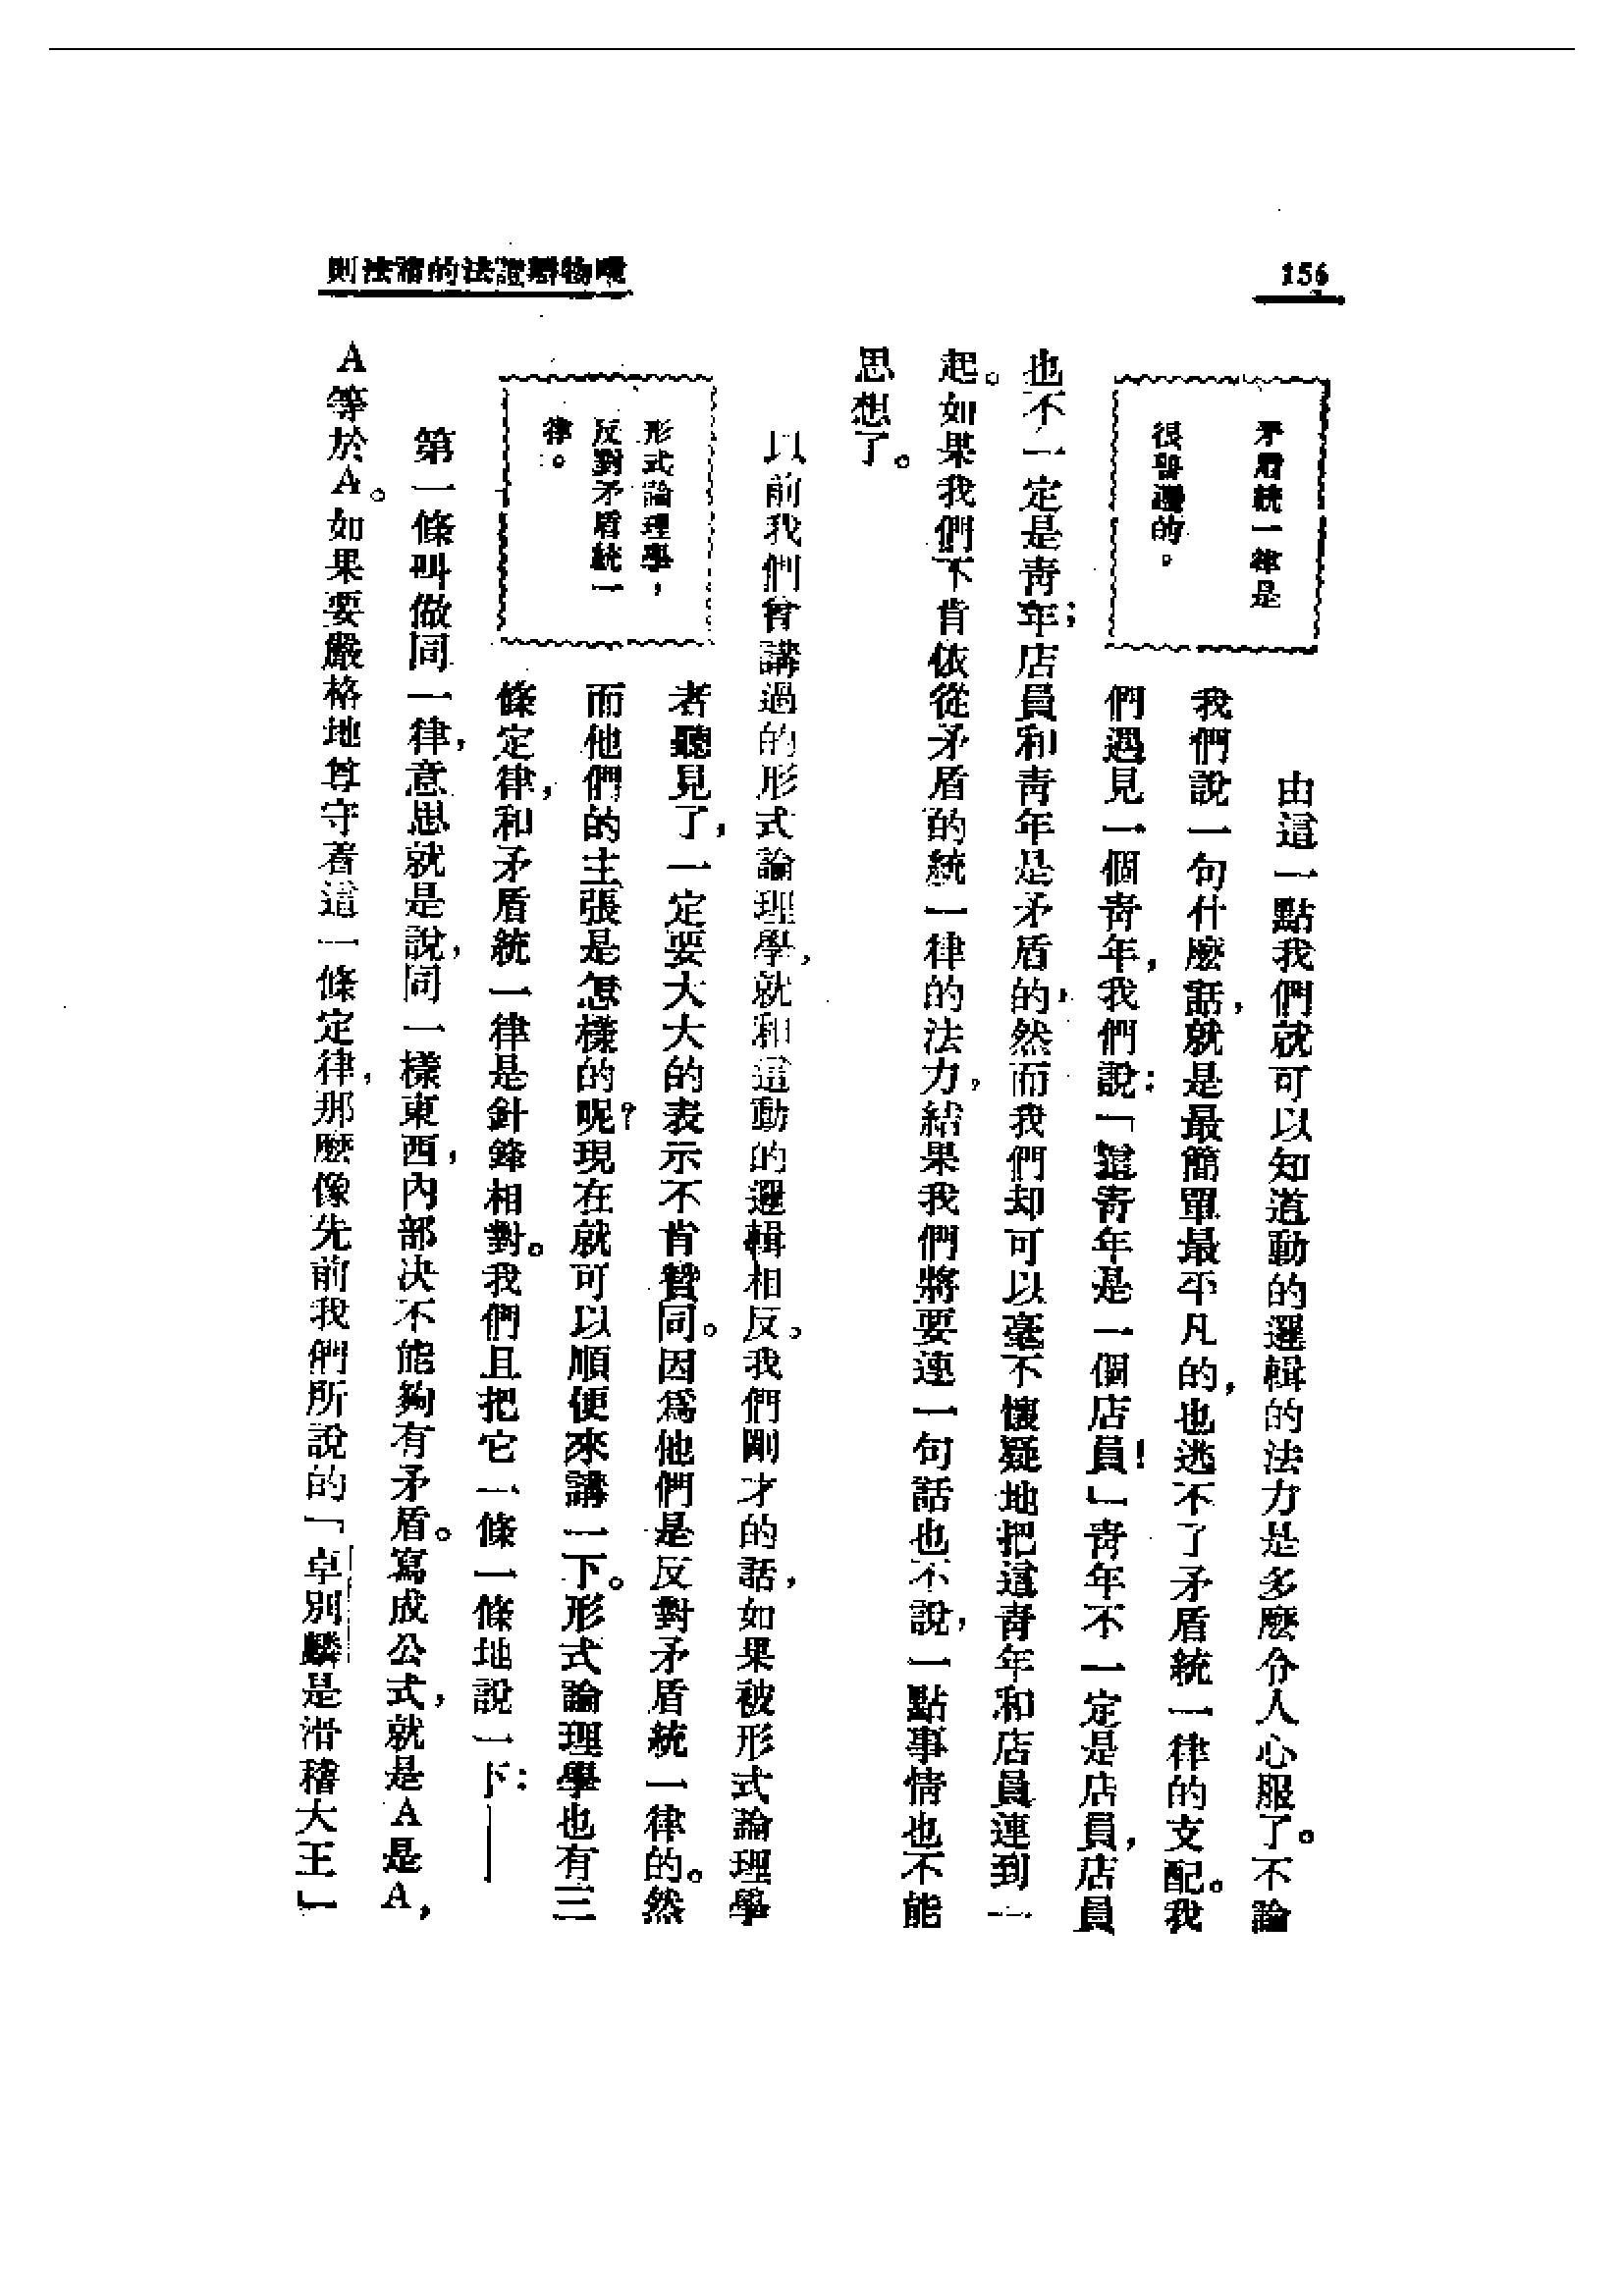 156
則法諸的法證辯物唯
矛盾統一律是
很普遍的。
由這一點我們就可以知道動的邏輯的法力是多麽令人心服了。不論
我們說一句什麽話,就是最簡單最平凡的,也逃不了矛盾統一律的支配。我
們遇見一個青年,我們說:「這青年是一個店員!」青年不一定是店員,店員
也不一定是青年;店員和青年是矛盾的,然而我們却可以毫不懷疑地把這青年和店員連到一
起。如果我們不肯依從矛盾的統一律的法力,結果我們將要連一句話也不說,一點事情也不能
思想了。
以前我們曾講過的形式論理學,就和這動的邏輯相反。我們剛才的話,如果被形式論理學
形式論理學,
反對矛盾統一
律。
者聽見了,一定要大大的表示不肯贊同。因爲他們是反對矛盾統一律的。然
而他們的主張是怎樣的呢?現在就可以順便來講一下。形式論理學也有三
條定律,和矛盾統一律是針鋒相對。我們且把它一條一條地說一下:——
第一條叫做同一律,意思就是說,同一樣東西,內部决不能夠有矛盾。寫成公式,就是A是A,
A等於A。如果要嚴格地尊守着這一條定律,那麽像先前我們所說的「卓別麟是滑稽大王」